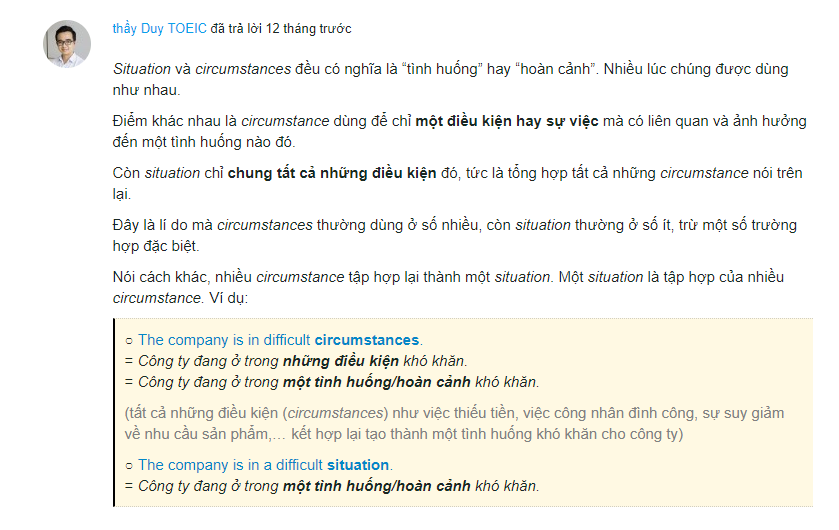 thầy Duy TOEIC đã trả lời 12 tháng trước
Situation và circumstances đều có nghĩa là “tình huống” hay “hoàn cảnh”. Nhiều lúc chúng được dùng
như nhau.
Điểm khác nhau là circumstance dùng để chỉ một điều kiện hay sự việc mà có liên quan và ảnh hưởng
đến một tình huống nào đó.
Còn situation chỉ chung tất cả những điều kiện đó, tức là tổng hợp tất cả những circumstance nói trên
lại.
Đây là lí do mà circumstances thường dùng ở số nhiều, còn situation thường ở số ít, trừ một số trường
hợp đặc biệt.
Nói cách khác, nhiều circumstance tập hợp lại thành một situation. Một situation là tập hợp của nhiều
circumstance. Ví dụ:
○ The company is in difficult circumstances.
= Công ty đang ở trong những điều kiện khó khăn.
= Công ty đang ở trong một tình huống/hoàn cảnh khó khăn.
(tất cả những điều kiện (circumstances) như việc thiếu tiền, việc công nhân đình công, sự suy giảm
về nhu cầu sản phẩm,… kết hợp lại tạo thành một tình huống khó khăn cho công ty)
○ The company is in a difficult situation.
= Công ty đang ở trong một tình huống/hoàn cảnh khó khăn.